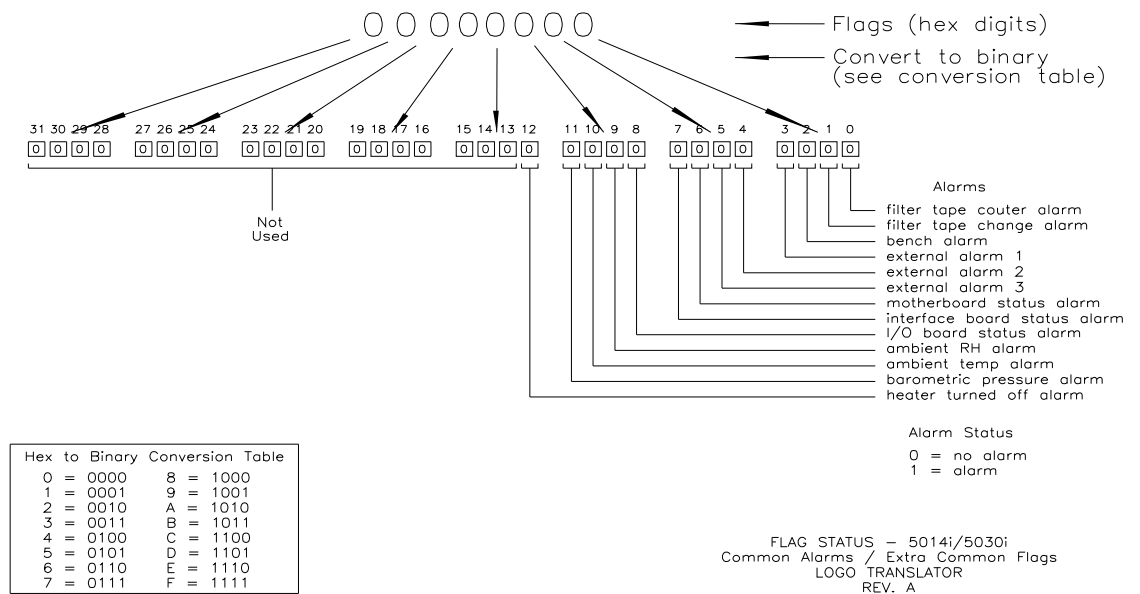 00000000
Flags (hex digits)
Convert to binary
(see conversion table)
31 30 29 28 27 26 25 24 23 22 21 20 19 18 17 16 15 14 13 12 11 10 9 8 7 6 5 4 3 2 1 0
0 0 0 0 0 0 0 0 0 0 0 0 0 0 0 0 0 0 0 0 0 0 0 0 0 0 0 0 0 0 0 0
Not
Used
Alarms
filter tape couter alarm
filter tape change alarm
bench alarm
external alarm 1
external alarm 2
external alarm 3
motherboard status alarm
interface board status alarm
I/O board status alarm
ambient RH alarm
ambient temp alarm
barometric pressure alarm
heater turned off alarm
Alarm Status
0 = no alarm
1 = alarm
Hex to Binary Conversion Table
0 = 0000 8 = 1000
1 = 0001 9 = 1001
2 = 0010 A = 1010
3 = 0011 B = 1011
4 = 0100 C = 1100
5 = 0101 D = 1101
6 = 0110 E = 1110
7 = 0111 F = 1111
FLAG STATUS – 5014i/5030i
Common Alarms / Extra Common Flags
LOGO TRANSLATOR
REV. A